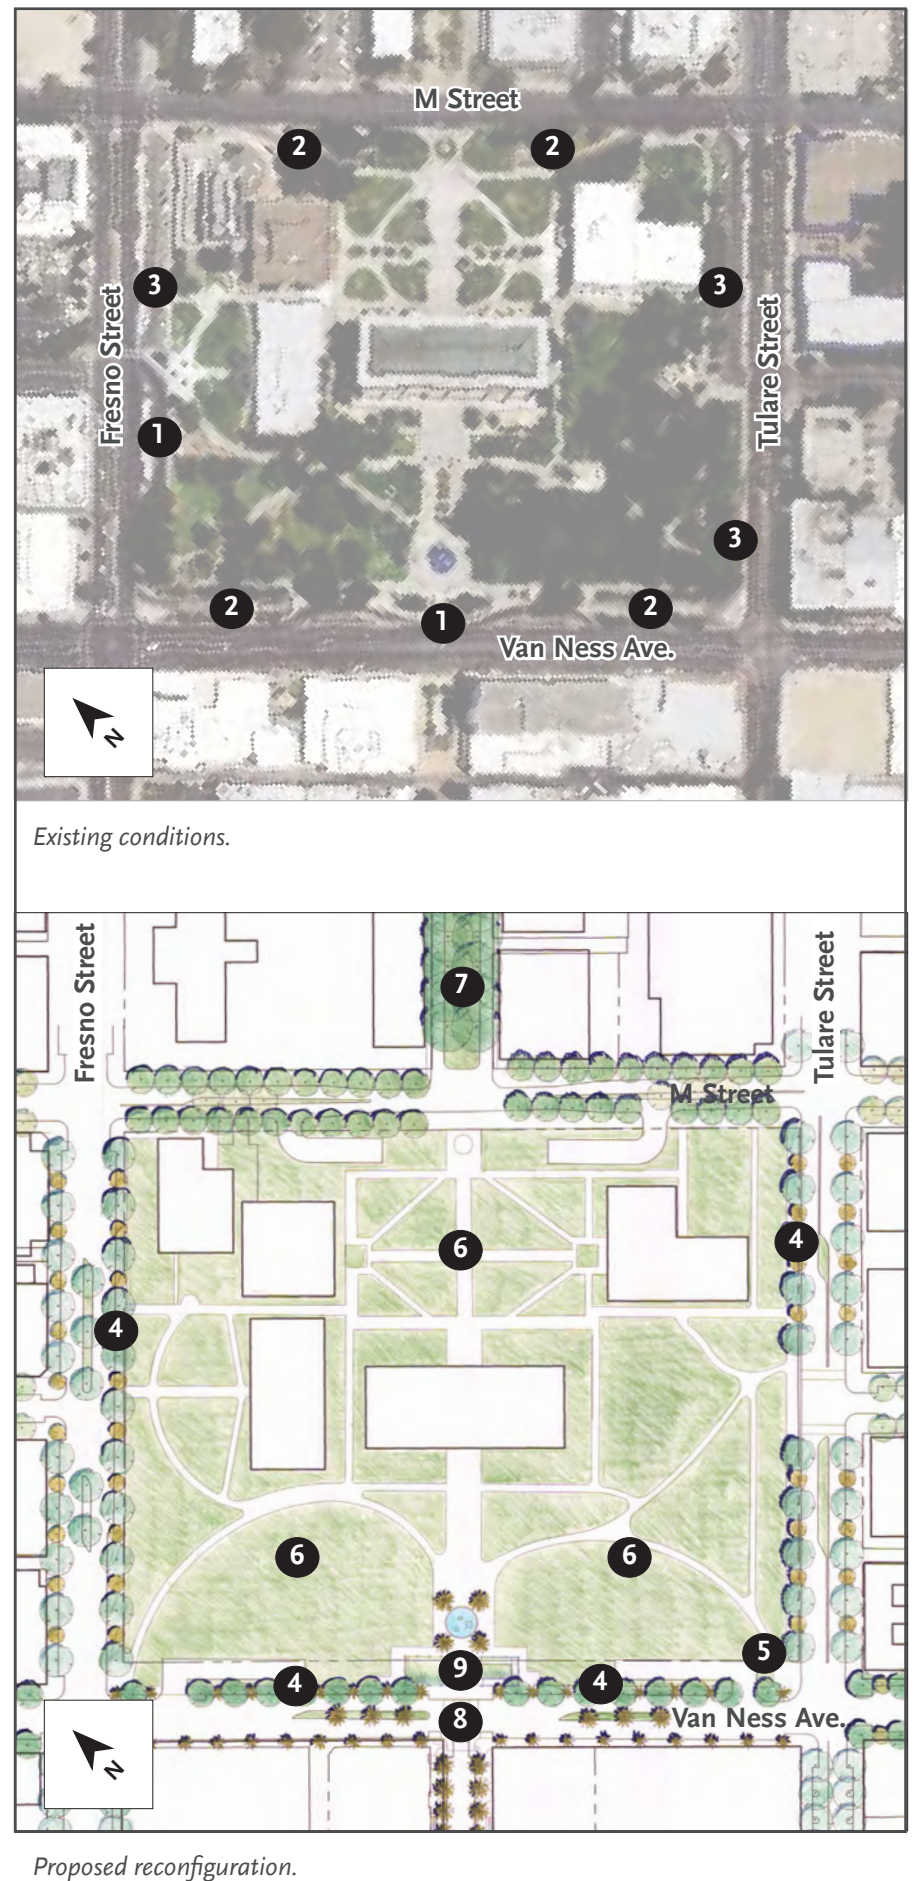 M Street
2
2
3
3
Fresno Street
Tulare Street
1
3
2
1
2
Van Ness Ave.
N
Existing conditions.
Fresno Street
Tulare Street
7
M Street
4
6
4
6
6
5
9
4
4
8
Van Ness Ave.
N
Proposed reconfiguration.